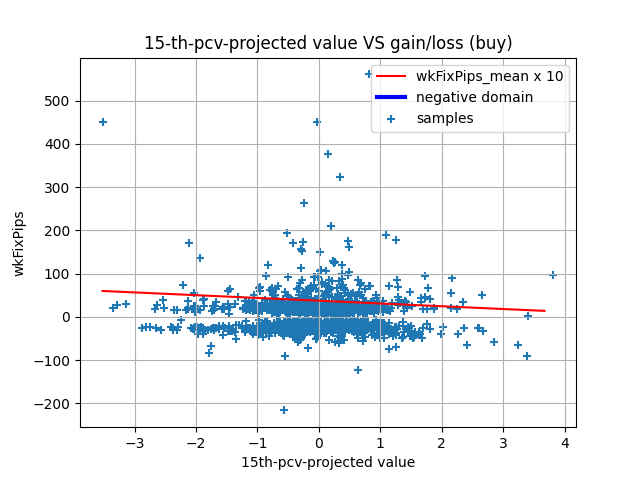 15-th-pcv-projected value VS gain/loss (buy)
wkFixPips_mean x 10
negative domain
samples
500
400
300
200
100
0
−100
−200
wkFixPips
−3 −2 −1 0 1 2 3 4
15th-pcv-projected value